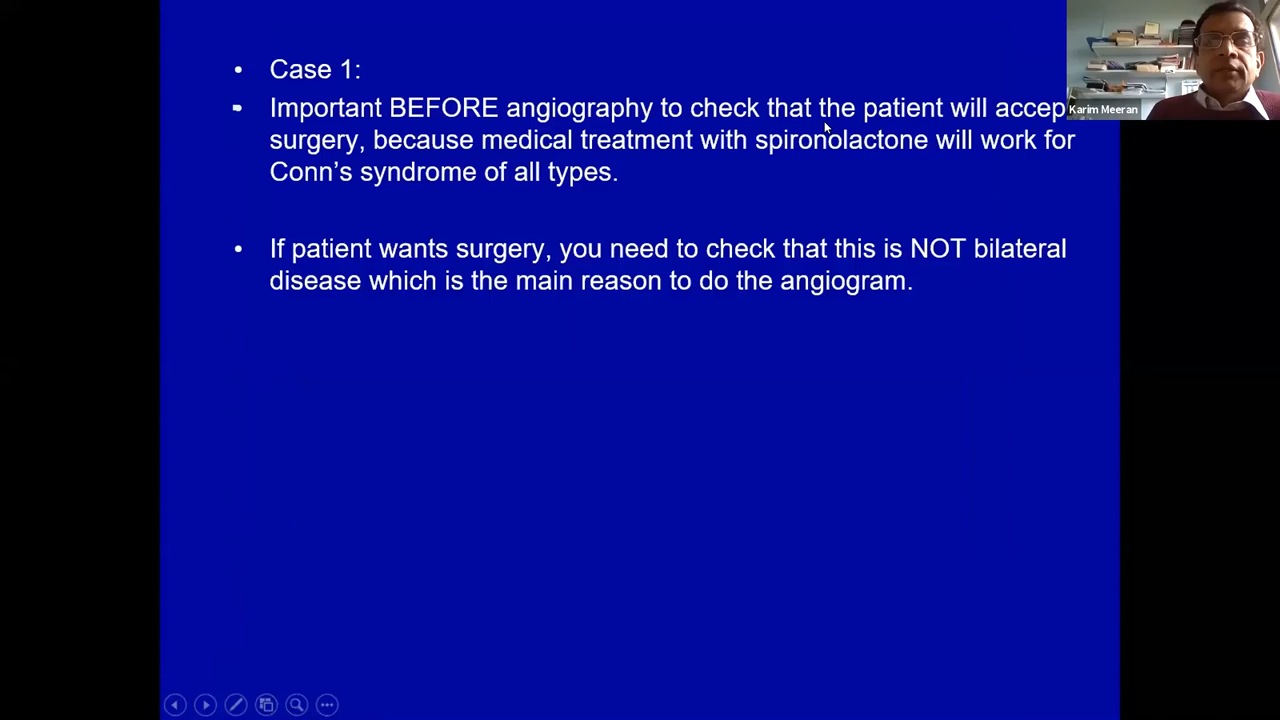 Case 1:
Important BEFORE angiography to check that the patient will accep
surgery, because medical treatment with spironolactone will work for
Conn's syndrome of all types.
If patient wants surgery, you need to check that this is NOT bilateral
disease which is the main reason to do the angiogram.
Karim Meeran